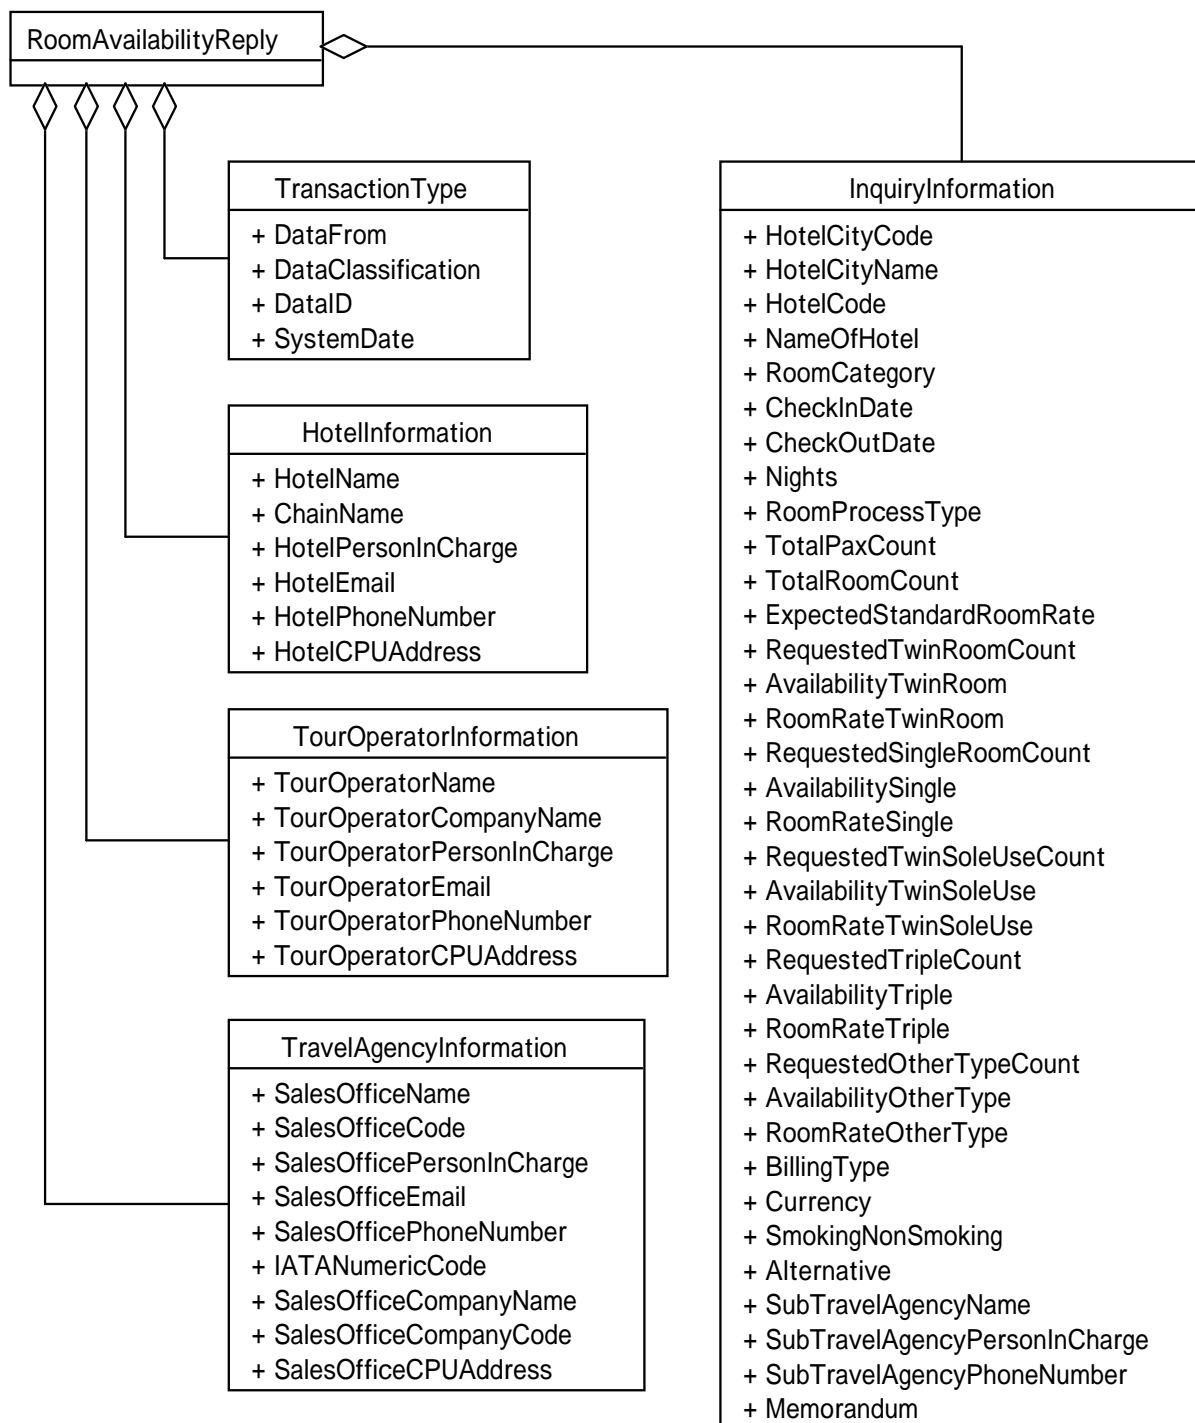 RoomAvailabilityReply
TransactionType
+ DataFrom
+ DataClassification
+ DataID
+ SystemDate
HotelInformation
+ HotelName
+ ChainName
+ HotelPersonInCharge
+ HotelEmail
+ HotelPhoneNumber
+ HotelCPUAddress
TourOperatorInformation
+ TourOperatorName
+ TourOperatorCompanyName
+ TourOperatorPersonInCharge
+ TourOperatorEmail
+ TourOperatorPhoneNumber
+ TourOperatorCPUAddress
TravelAgencyInformation
+ SalesOfficeName
+ SalesOfficeCode
+ SalesOfficePersonInCharge
+ SalesOfficeEmail
+ SalesOfficePhoneNumber
+ IATANumericCode
+ SalesOfficeCompanyName
+ SalesOfficeCompanyCode
+ SalesOfficeCPUAddress
InquiryInformation
+ HotelCityCode
+ HotelCityName
+ HotelCode
+ NameOfHotel
+ RoomCategory
+ CheckInDate
+ CheckOutDate
+ Nights
+ RoomProcessType
+ TotalPaxCount
+ TotalRoomCount
+ ExpectedStandardRoomRate
+ RequestedTwinRoomCount
+ AvailabilityTwinRoom
+ RoomRateTwinRoom
+ RequestedSingleRoomCount
+ AvailabilitySingle
+ RoomRateSingle
+ RequestedTwinSoleUseCount
+ AvailabilityTwinSoleUse
+ RoomRateTwinSoleUse
+ RequestedTripleCount
+ AvailabilityTriple
+ RoomRateTriple
+ RequestedOtherTypeCount
+ AvailabilityOtherType
+ RoomRateOtherType
+ BillingType
+ Currency
+ SmokingNonSmoking
+ Alternative
+ SubTravelAgencyName
+ SubTravelAgencyPersonInCharge
+ SubTravelAgencyPhoneNumber
+ Memorandum